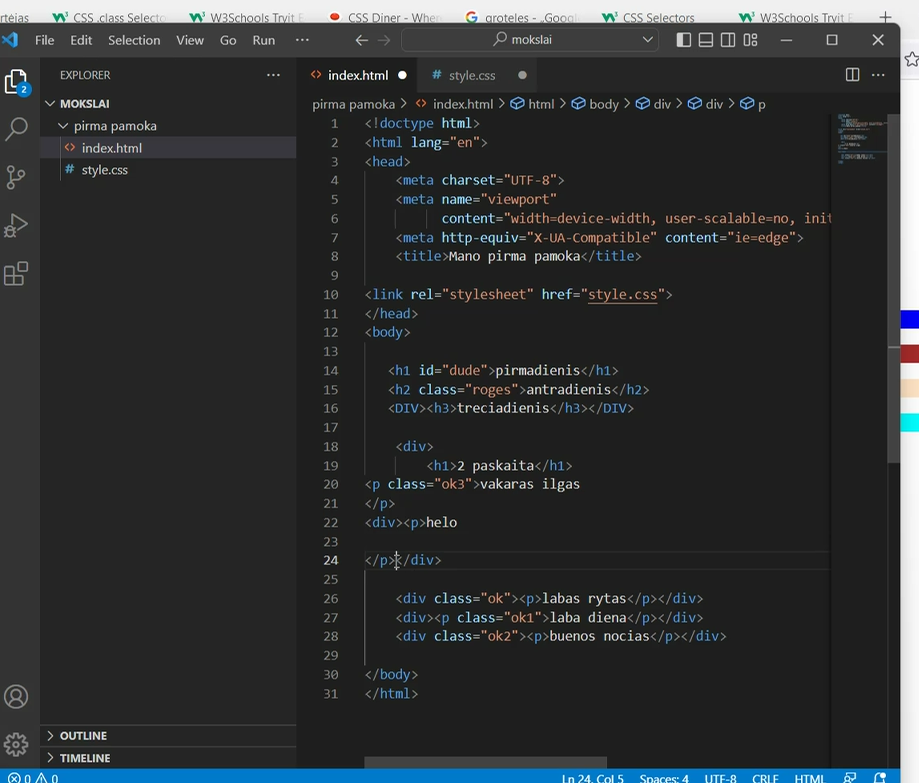 rtėjas CSS .class Selecto W3Schools Tryit E CSS Diner - When groteles - „Googl CSS Selectors W3Schools Tryit E
File Edit Selection View Go Run ··· mokslai
EXPLORER ··· index.html # style.css ···
2
MOKSLAI
pirma pamoka > index.html > html > body > div > div > p
pirma pamoka
index.html
# style.css
1 <!doctype html>
2 <html lang="en">
3 <head>
4 <meta charset="UTF-8">
5 <meta name="viewport"
6 content="width=device-width, user-scalable=no, init
7 <meta http-equiv="X-UA-Compatible" content="ie=edge">
8 <title>Mano pirma pamoka</title>
9
10 <link rel="stylesheet" href="style.css">
11 </head>
12 <body>
13
14 <h1 id="dude">pirmadienis</h1>
15 <h2 class="roges">antradienis</h2>
16 <DIV><h3>treciadienis</h3></DIV>
17
18 <div>
19 <h1>2 paskaita</h1>
20 <p class="ok3">vakaras ilgas
21 </p>
22 <div><p>helo
23
24 </p></div>
25
26 <div class="ok"><p>labas rytas</p></div>
27 <div><p class="ok1">laba diena</p></div>
28 <div class="ok2"><p>buenos nocias</p></div>
29
30 </body>
31 </html>
OUTLINE
TIMELINE
0 0 Ln 24, Col 5 Spaces: 4 UTF-8 CRLF HTML